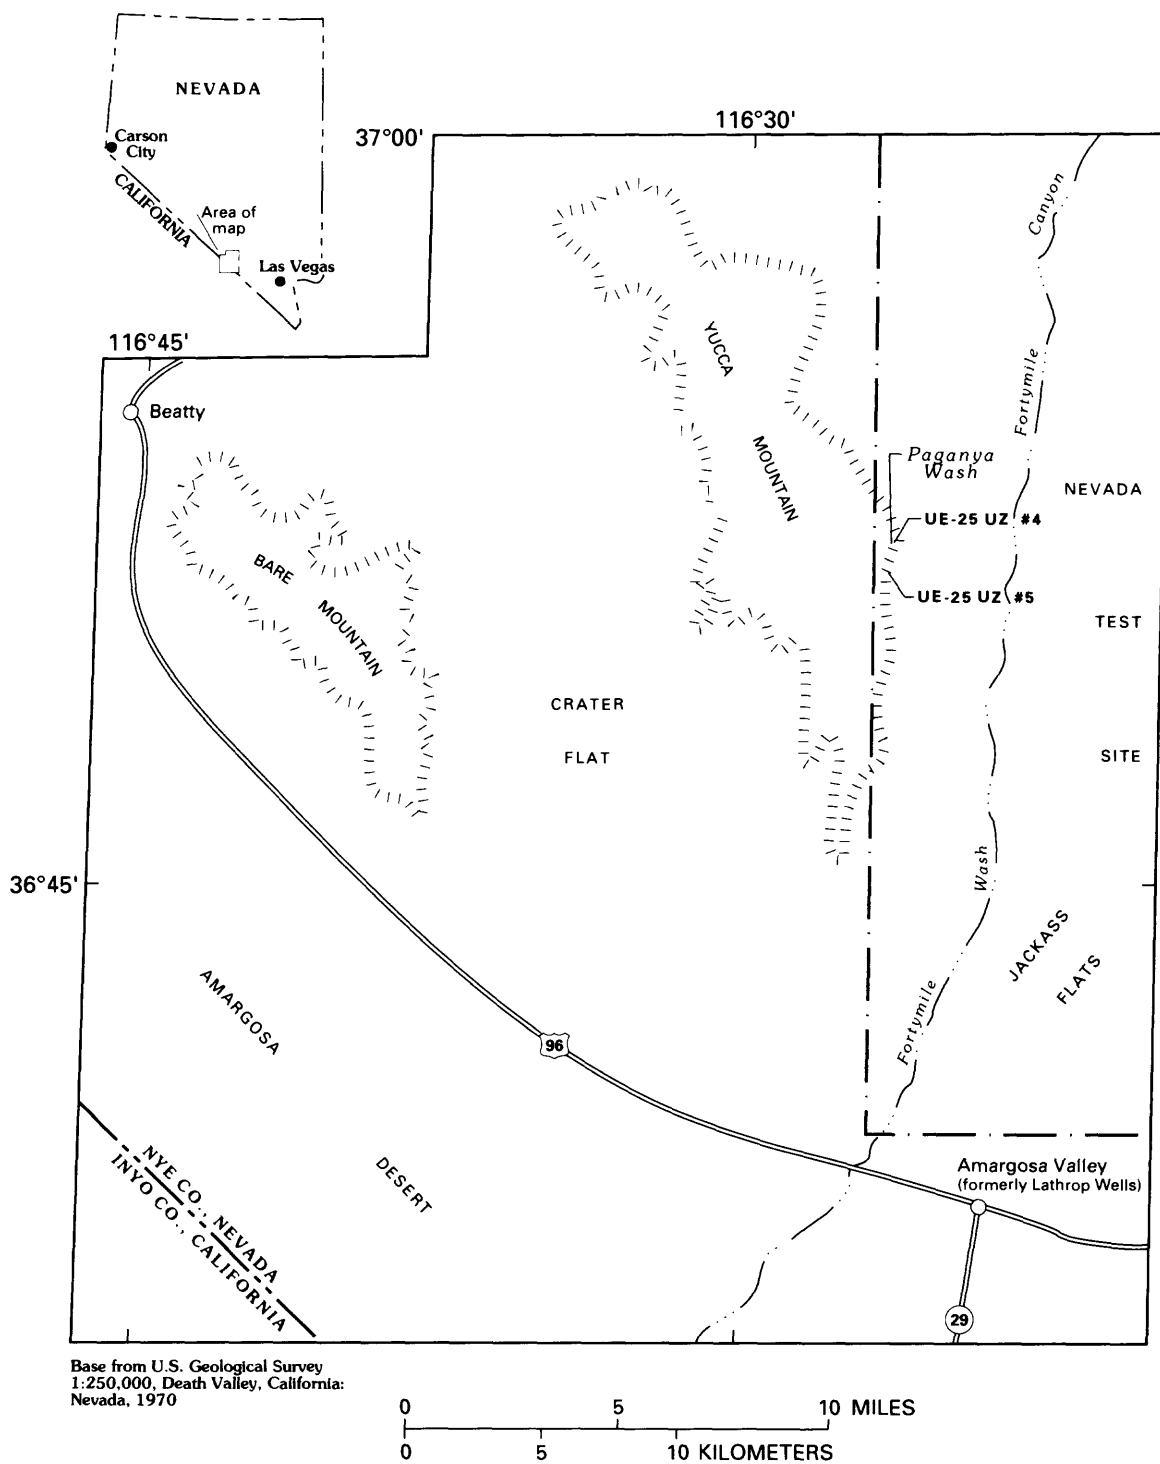 NEVADA
Carson
City
CALIFORNIA
Area of
map
Las Vegas
116°30'
37°00'
116°45'
Beatty
Canyon
Fortymile
YUCCA
MOUNTAIN
Paganya
Wash
NEVADA
UE-25 UZ #4
UE-25 UZ #5
TEST
SITE
BARE
MOUNTAIN
CRATER
FLAT
36°45'
Wash
JACKASS
FLATS
Fortymile
AMARGOSA
DESERT
96
NYE CO., NEVADA
INYO CO., CALIFORNIA
Amargosa Valley
(formerly Lathrop Wells)
29
Base from U.S. Geological Survey
1:250,000, Death Valley, California:
Nevada, 1970
0 5 10 MILES
0 5 10 KILOMETERS